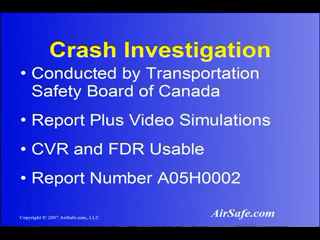 Crash Investigation
• Conducted by Transportation
Safety Board of Canada
• Report Plus Video Simulations
• CVR and FDR Usable
• Report Number A05H0002
Copyright © 2007 AirSafe.com, LLC
AirSafe.com